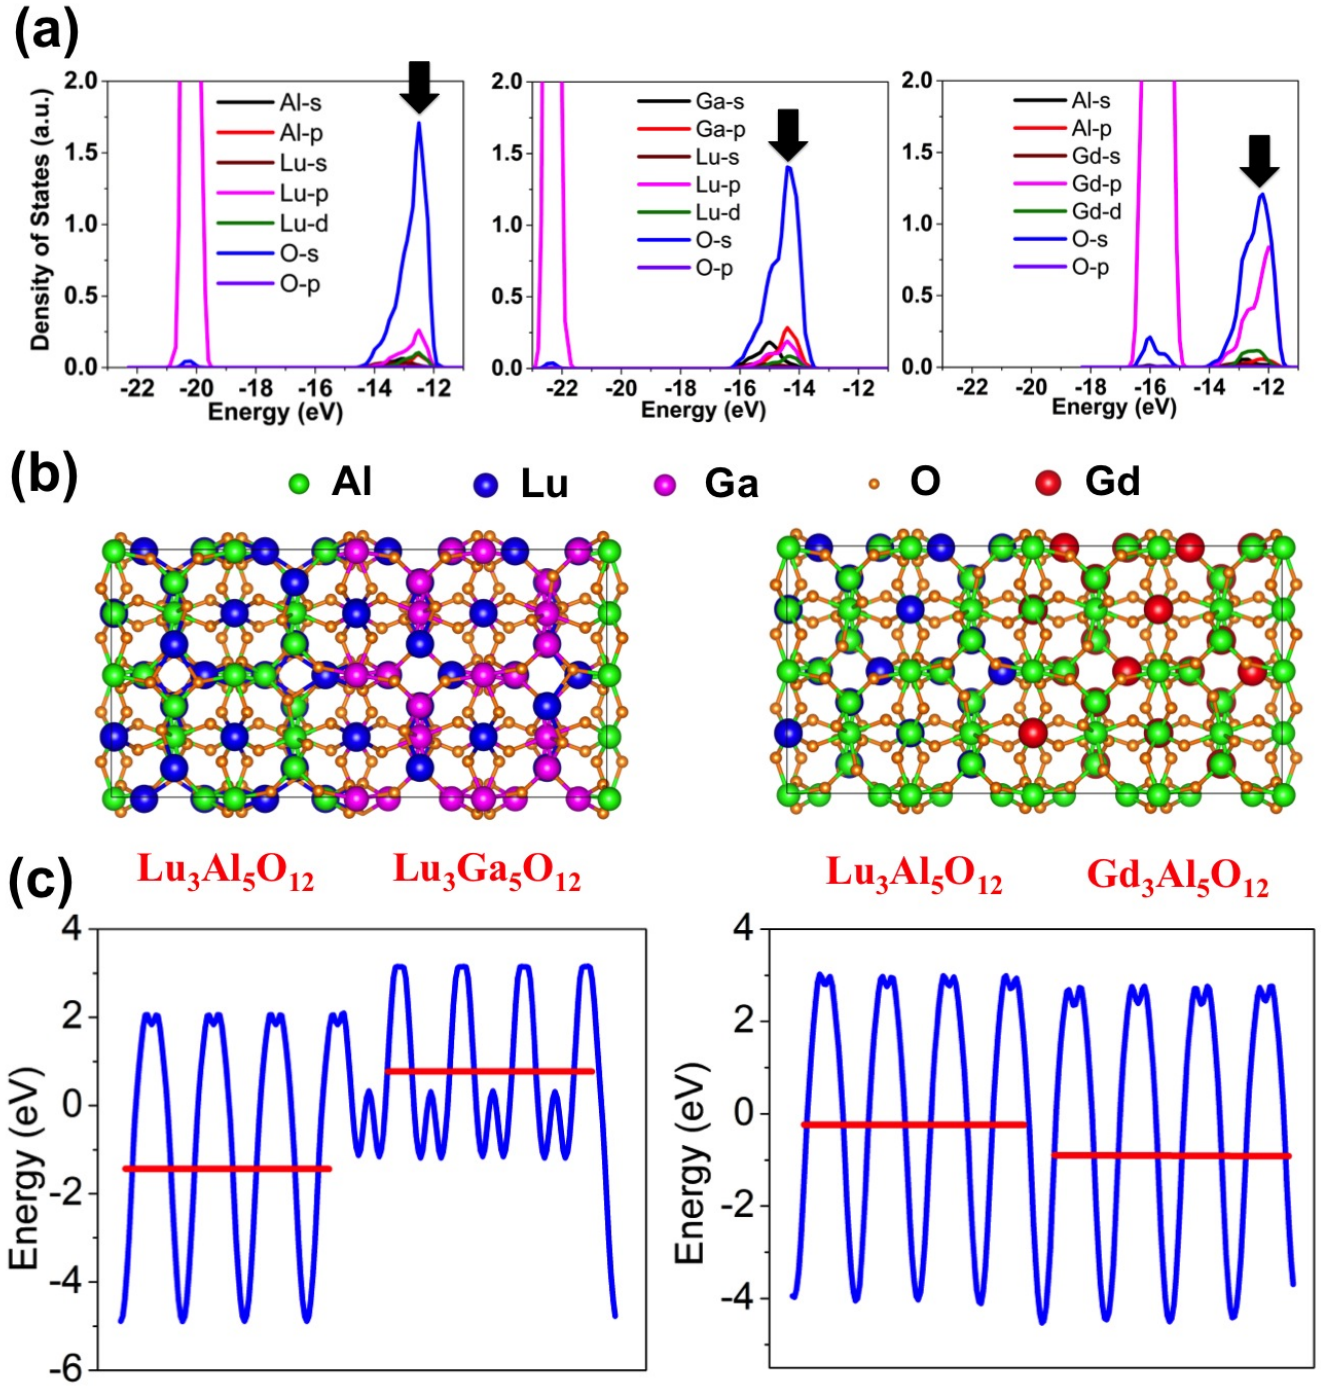 (a)
Density of States (a.u.)
2.0
1.5
1.0
0.5
0.0
Al-s
Al-p
Lu-s
Lu-p
Lu-d
O-s
O-p
-22 -20 -18 -16 -14 -12
Energy (eV)
2.0
1.5
1.0
0.5
0.0
Ga-s
Ga-p
Lu-s
Lu-p
Lu-d
O-s
O-p
-22 -20 -18 -16 -14 -12
Energy (eV)
2.0
1.5
1.0
0.5
0.0
Al-s
Al-p
Gd-s
Gd-p
Gd-d
O-s
O-p
-22 -20 -18 -16 -14 -12
Energy (eV)
(b)
Al Lu Ga O Gd
Lu₃Al₅O₁₂ Lu₃Ga₅O₁₂ Lu₃Al₅O₁₂ Gd₃Al₅O₁₂
(c)
Energy (eV)
4
2
0
-2
-4
-6
Energy (eV)
4
2
0
-2
-4